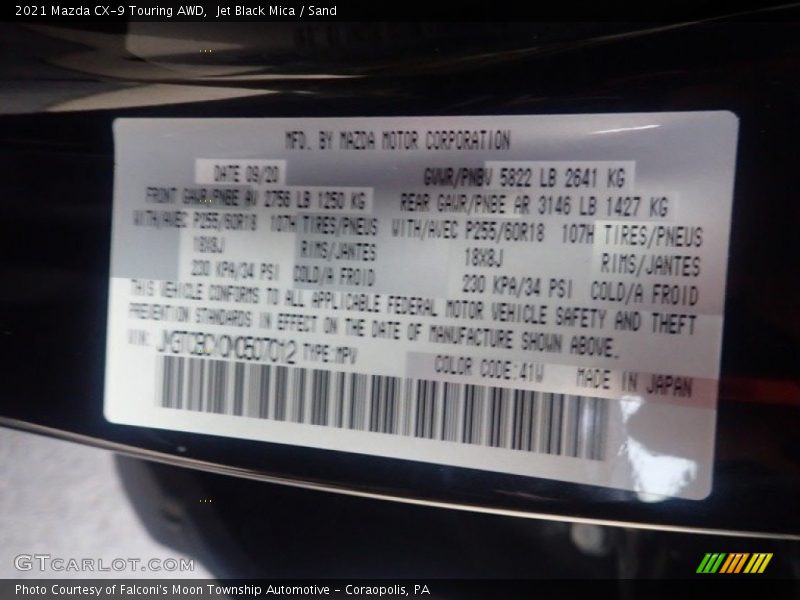 2021 Mazda CX-9 Touring AWD, Jet Black Mica / Sand
MFD. BY MAZDA MOTOR CORPORATION
DATE 09/20 GVWR/PNBV 5822 LB 2641 KG
FRONT GAWR/PNBE AV 2756 LB 1250 KG REAR GAWR/PNBE AR 3146 LB 1427 KG
WITH/AVEC P255/60R18 107H TIRES/PNEUS WITH/AVEC P255/60R18 107H TIRES/PNEUS
18X8J RIMS/JANTES 18X8J RIMS/JANTES
230 KPA/34 PSI COLD/A FROID 230 KPA/34 PSI COLD/A FROID
THIS VEHICLE CONFORMS TO ALL APPLICABLE FEDERAL MOTOR VEHICLE SAFETY AND THEFT
PREVENTION STANDARDS IN EFFECT ON THE DATE OF MANUFACTURE SHOWN ABOVE.
VIN: TYPE:MPV COLOR CODE:41W MADE IN JAPAN
GTCARLOT.COM
Photo Courtesy of Falconi's Moon Township Automotive - Coraopolis, PA